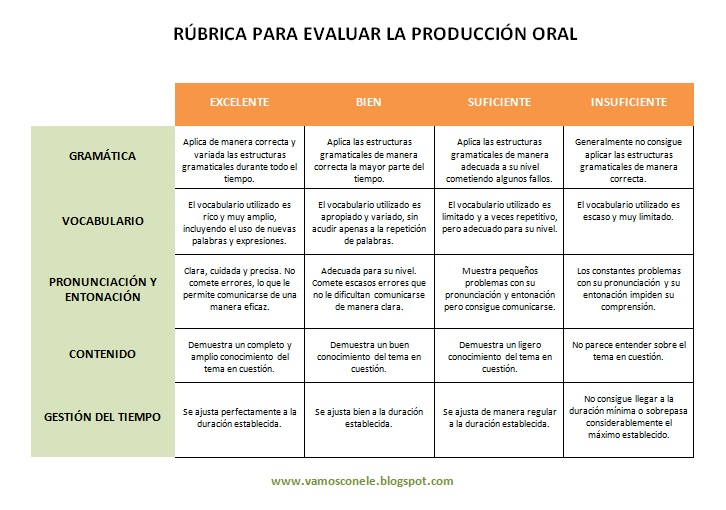 RÚBRICA PARA EVALUAR LA PRODUCCIÓN ORAL
EXCELENTE
BIEN
SUFICIENTE
INSUFICIENTE
GRAMÁTICA
Aplica de manera correcta y
variada las estructuras
gramaticales durante todo el
tiempo.
Aplica las estructuras
gramaticales de manera
correcta la mayor parte del
tiempo.
Aplica las estructuras
gramaticales de manera
adecuada a su nivel
cometiendo algunos fallos.
Generalmente no consigue
aplicar las estructuras
gramaticales de manera
correcta.
VOCABULARIO
El vocabulario utilizado es
rico y muy amplio,
incluyendo el uso de nuevas
palabras y expresiones.
El vocabulario utilizado es
apropiado y variado, sin
acudir apenas a la repetición
de palabras.
El vocabulario utilizado es
limitado y a veces repetitivo,
pero adecuado para su nivel.
El vocabulario utilizado es
escaso y muy limitado.
PRONUNCIACIÓN Y
ENTONACIÓN
Clara, cuidada y precisa. No
comete errores, lo que le
permite comunicarse de una
manera eficaz.
Adecuada para su nivel.
Comete escasos errores que
no le dificultan comunicarse
de manera clara.
Muestra pequeños
problemas con su
pronunciación y entonación
pero consigue comunicarse.
Los constantes problemas
con su pronunciación y su
entonación impiden su
comprensión.
CONTENIDO
Demuestra un completo y
amplio conocimiento del
tema en cuestión.
Demuestra un buen
conocimiento del tema en
cuestión.
Demuestra un ligero
conocimiento del tema en
cuestión.
No parece entender sobre el
tema en cuestión.
GESTIÓN DEL TIEMPO
Se ajusta perfectamente a la
duración establecida.
Se ajusta bien a la duración
establecida.
Se ajusta de manera regular
a la duración establecida.
No consigue llegar a la
duración mínima o sobrepasa
considerablemente el
máximo establecido.
www.vamosconele.blogspot.com